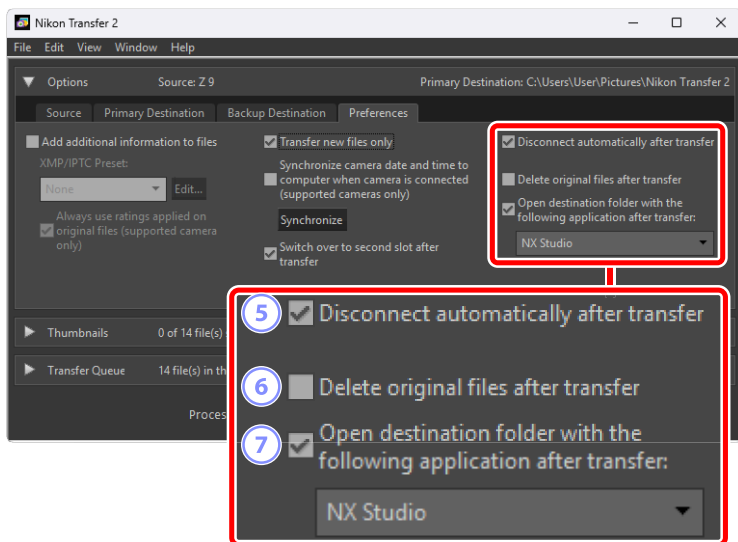 Nikon Transfer 2
File Edit View Window Help
Options Source: Z 9 Primary Destination: C:\Users\User\Pictures\Nikon Transfer 2
Source Primary Destination Backup Destination Preferences
Add additional information to files
XMP/IPTC Preset:
None Edit...
Always use ratings applied on
original files (supported camera
only)
Transfer new files only
Synchronize camera date and time to
computer when camera is connected
(supported cameras only)
Synchronize
Switch over to second slot after
transfer
Disconnect automatically after transfer
Delete original files after transfer
Open destination folder with the
following application after transfer:
NX Studio
Thumbnails 0 of 14 file(s)
Transfer Queue 14 file(s) in th
Proces
5 Disconnect automatically after transfer
6 Delete original files after transfer
7 Open destination folder with the
following application after transfer:
NX Studio